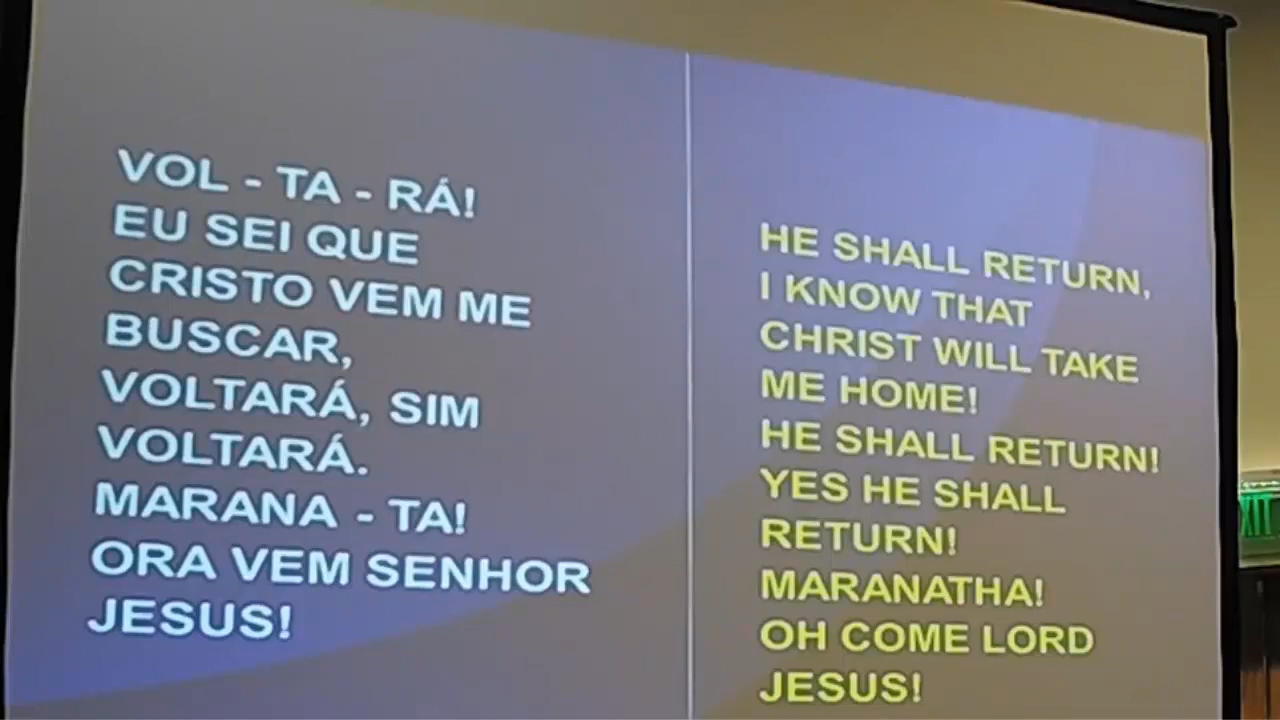 VOL - TA - RÁ!
EU SEI QUE
CRISTO VEM ME
BUSCAR,
VOLTARÁ, SIM
VOLTARÁ.
MARANA - TA!
ORA VEM SENHOR
JESUS!
HE SHALL RETURN,
I KNOW THAT
CHRIST WILL TAKE
ME HOME!
HE SHALL RETURN!
YES HE SHALL
RETURN!
MARANATHA!
OH COME LORD
JESUS!
EXIT